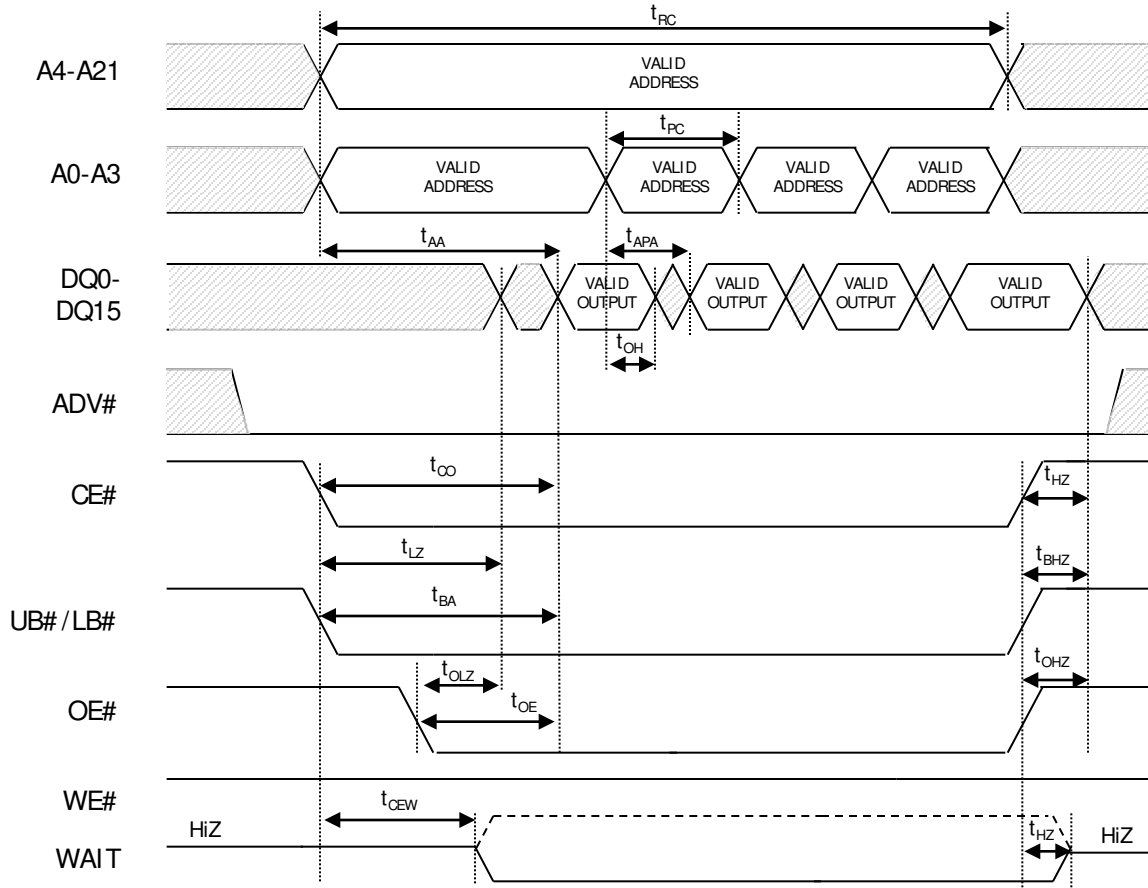 tRC
A4-A21
VALID
ADDRESS
tPC
A0-A3
VALID
ADDRESS
VALID
ADDRESS
VALID
ADDRESS
VALID
ADDRESS
tAA
tAPA
DQ0-
DQ15
VALID
OUTPUT
VALID
OUTPUT
VALID
OUTPUT
VALID
OUTPUT
tOH
ADV#
tCO
CE#
tHZ
tLZ
tBHZ
tBA
UB# / LB#
tOLZ
tOHZ
tOE
OE#
WE#
tCEW
HiZ
tHZ
HiZ
WAIT